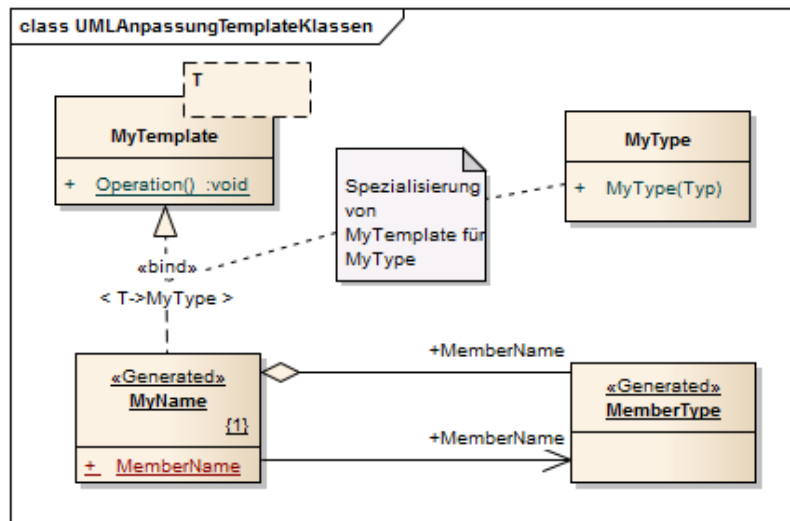 class UMLAnpassungTemplateKlassen
T
MyTemplate
+ Operation() :void
MyType
+ MyType(Typ)
Spezialisierung
von
MyTemplate für
MyType
«bind»
< T->MyType >
«Generated»
MyName
{1}
+ MemberName
+MemberName
+MemberName
«Generated»
MemberType